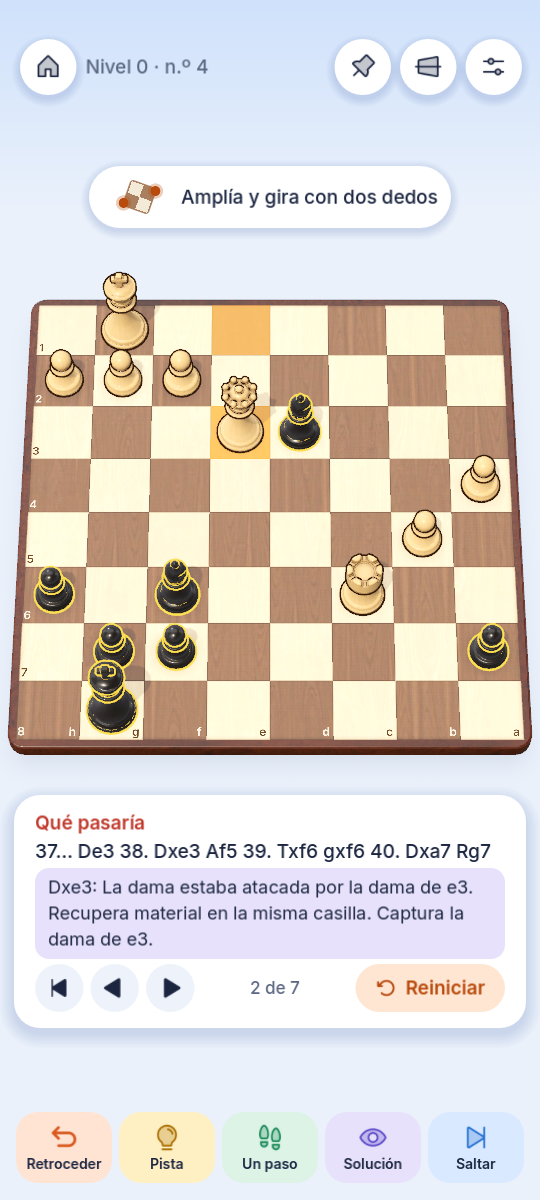 Nivel 0 · n.º 4
Amplía y gira con dos dedos
1
2
3
4
5
6
7
8 h g f e d c b a
Qué pasaría
37... De3 38. Dxe3 Af5 39. Txf6 gxf6 40. Dxa7 Rg7
Dxe3: La dama estaba atacada por la dama de e3.
Recupera material en la misma casilla. Captura la
dama de e3.
2 de 7
Reiniciar
Retroceder Pista Un paso Solución Saltar